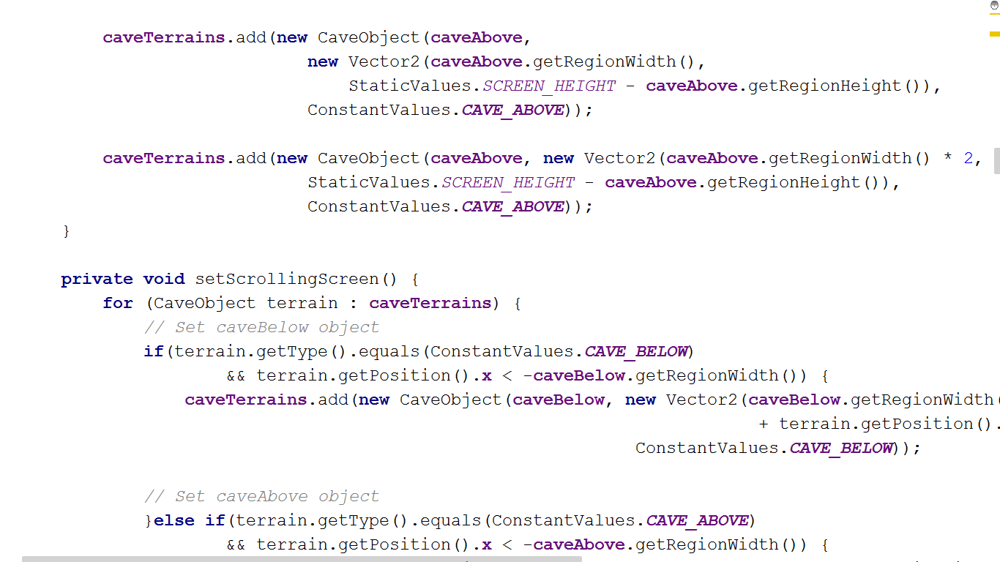 caveTerrains.add(new CaveObject(caveAbove,
new Vector2(caveAbove.getRegionWidth(),
StaticValues.SCREEN_HEIGHT - caveAbove.getRegionHeight()),
ConstantValues.CAVE_ABOVE));
caveTerrains.add(new CaveObject(caveAbove, new Vector2(caveAbove.getRegionWidth() * 2,
StaticValues.SCREEN_HEIGHT - caveAbove.getRegionHeight()),
ConstantValues.CAVE_ABOVE));
}
private void setScrollingScreen() {
for (CaveObject terrain : caveTerrains) {
// Set caveBelow object
if(terrain.getType().equals(ConstantValues.CAVE_BELOW)
&& terrain.getPosition().x < -caveBelow.getRegionWidth()) {
caveTerrains.add(new CaveObject(caveBelow, new Vector2(caveBelow.getRegionWidth(
+ terrain.getPosition().
ConstantValues.CAVE_BELOW));
// Set caveAbove object
}else if(terrain.getType().equals(ConstantValues.CAVE_ABOVE)
&& terrain.getPosition().x < -caveAbove.getRegionWidth()) {